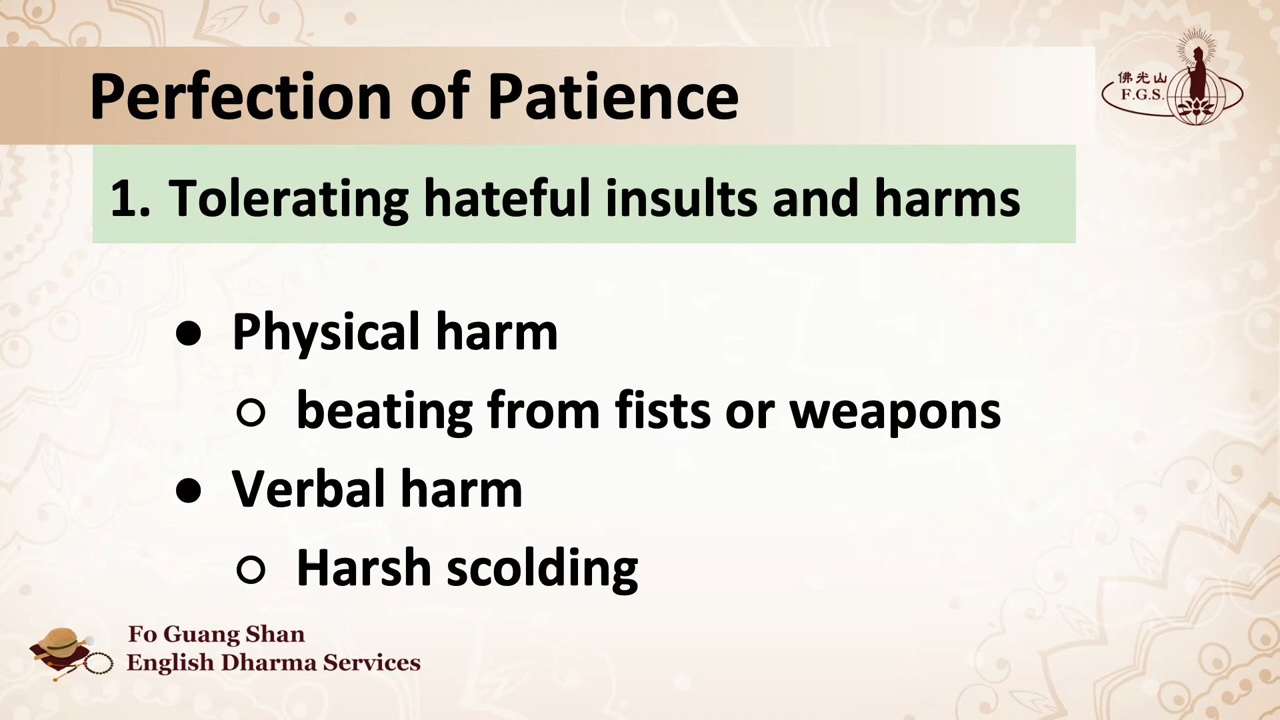 Perfection of Patience
佛光山
F.G.S.
1. Tolerating hateful insults and harms
● Physical harm
○ beating from fists or weapons
● Verbal harm
○ Harsh scolding
Fo Guang Shan
English Dharma Services